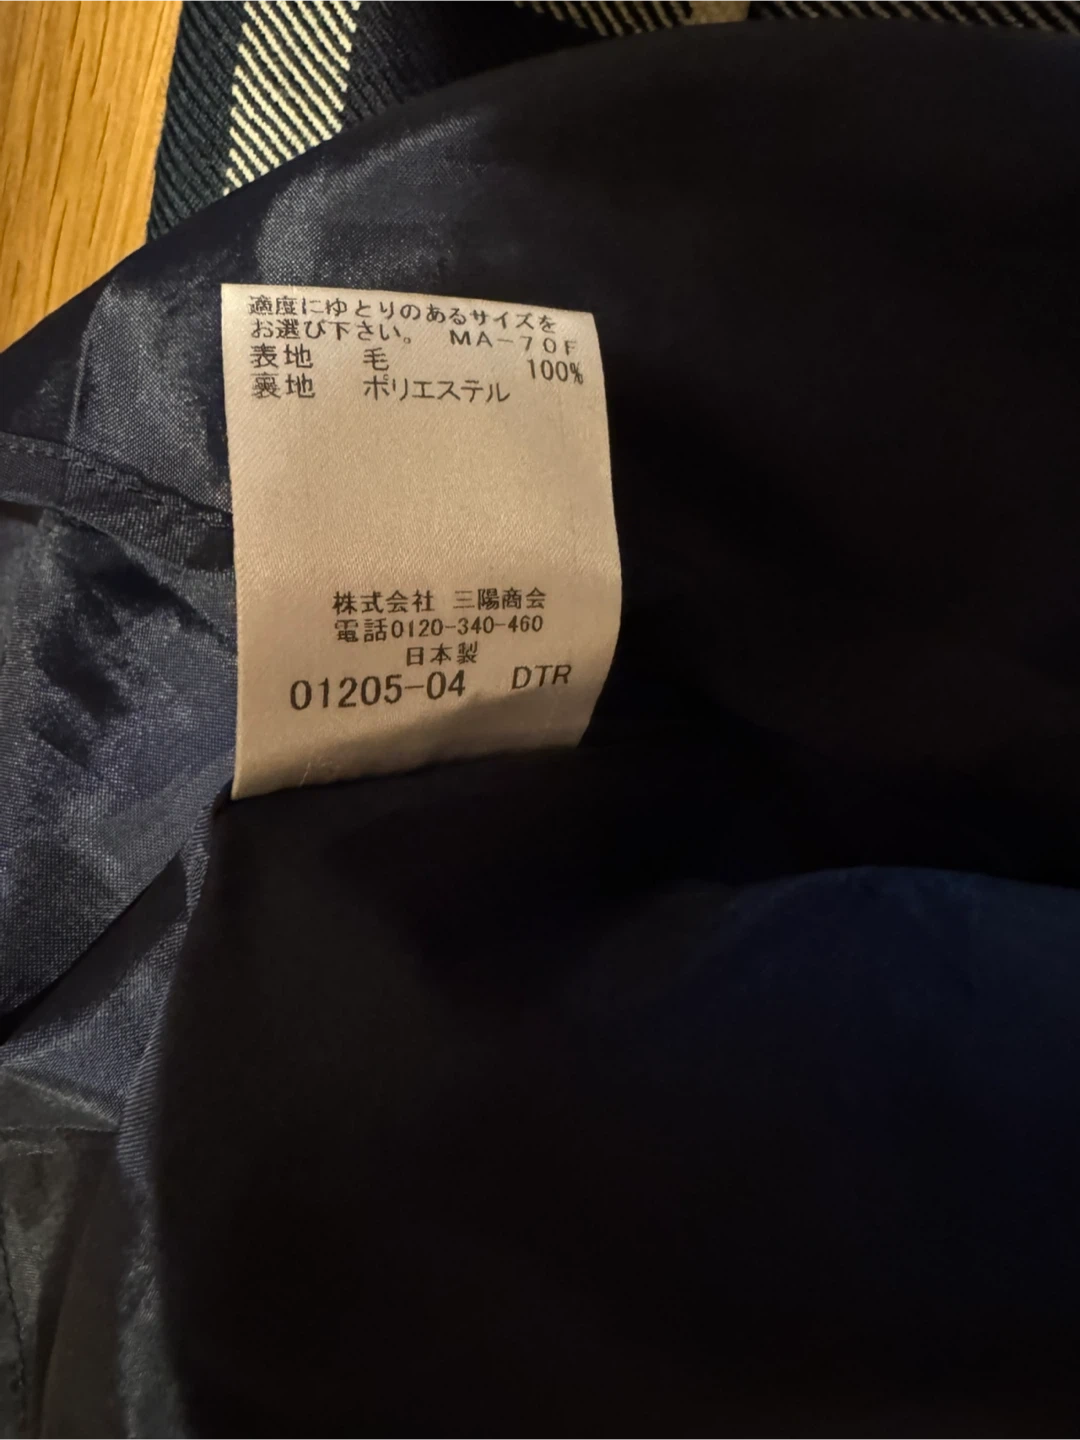 適度にゆとりのあるサイズを
お選び下さい。 MA-70F
表地 毛 100%
裏地 ポリエステル
株式会社 三陽商会
電話0120-340-460
日本製
01205-04 DTR